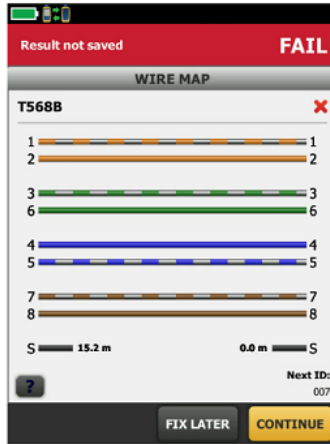 Result not saved FAIL
WIRE MAP
T568B
1 1
2 2
3 3
6 6
4 4
5 5
7 7
8 8
S 15.2 m 0.0 m S
Next ID:
? 007
FIX LATER CONTINUE